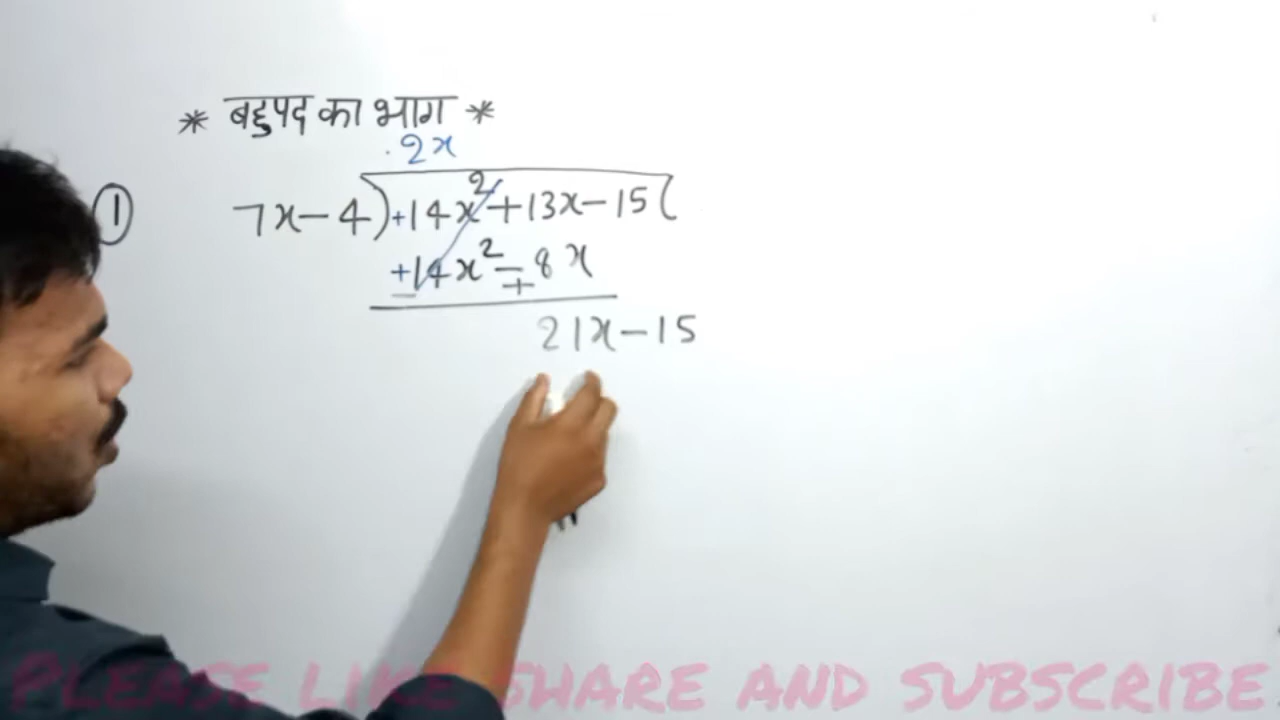 * बहुपद का भाग *
2x
① 7x-4)+14x²+13x-15(
+14x²-8x
- +
21x-15
PLEASE LIKE SHARE AND SUBSCRIBE